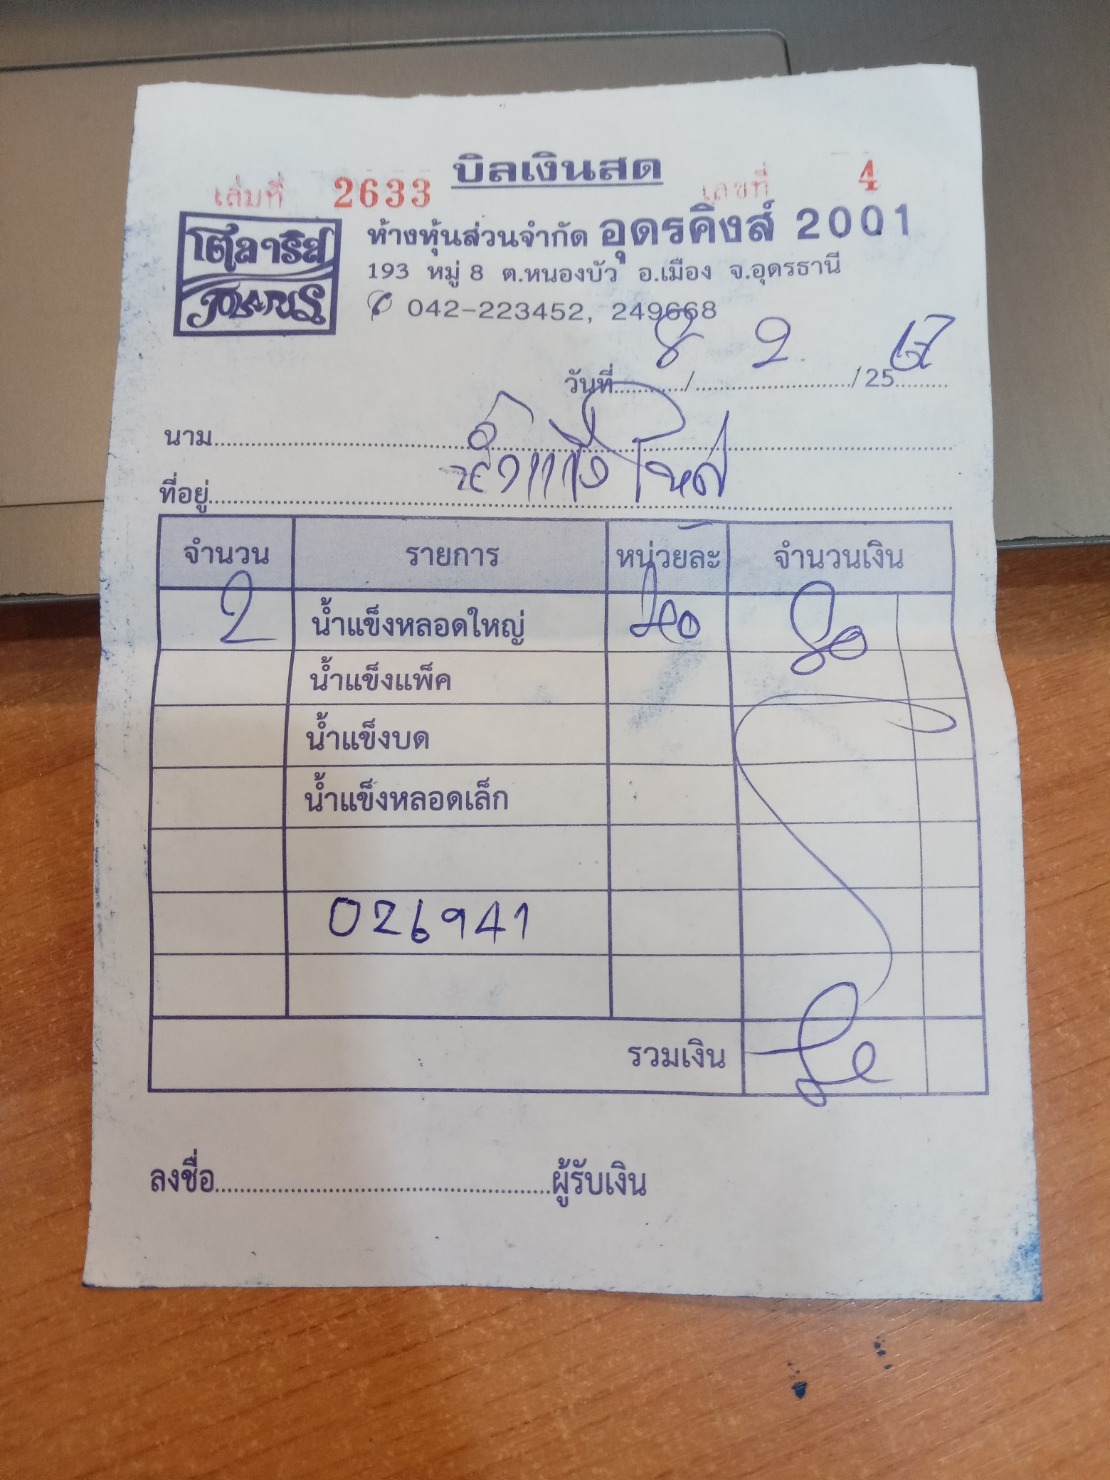 บิลเงินสด
เล่มที่ 2633 เลขที่ 4
โพลาริส
POLARIS
ห้างหุ้นส่วนจำกัด อุดรคิงส์ 2001
193 หมู่ 8 ต.หนองบัว อ.เมือง จ.อุดรธานี
042-223452, 249668
วันที่ 8 / 2 / 2567
นาม
ที่อยู่
จำนวน รายการ หน่วยละ จำนวนเงิน
2 น้ำแข็งหลอดใหญ่ 40 80
น้ำแข็งแพ็ค
น้ำแข็งบด
น้ำแข็งหลอดเล็ก
026941
รวมเงิน 80
ลงชื่อ ผู้รับเงิน